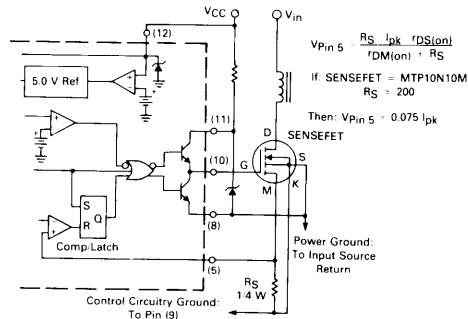 VCC
Vin
(12)
5.0 V Ref
VPin 5 = RS Ipk rDS(on)
rDM(on) + RS
If: SENSEFET = MTP10N10M
RS = 200
Then: VPin 5 = 0.075 Ipk
(11)
D SENSEFET
(10)
G
S
M
K
S
Q
R
Comp/Latch
(8)
(5)
Power Ground:
To Input Source
Return
RS
1/4 W
Control Circuitry Ground:
To Pin (9)